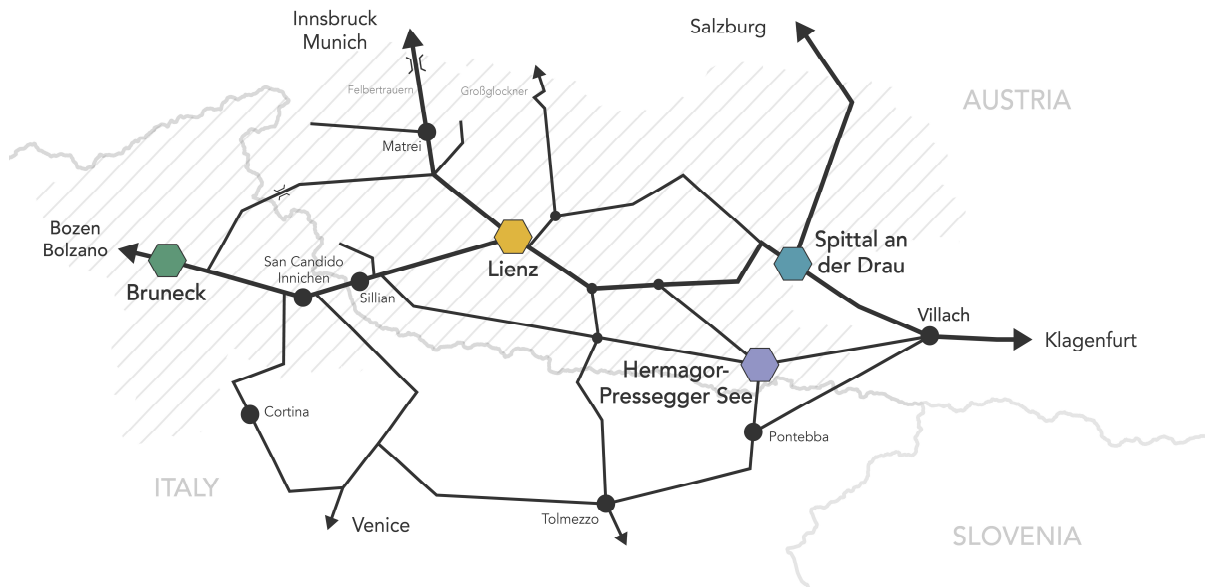 Innsbruck
Munich
Salzburg
Felbertrauern
Großglockner
AUSTRIA
Matrei
Bozen
Bolzano
San Candido
Innichen
Lienz
Spittal an
der Drau
Bruneck
Sillian
Villach
Klagenfurt
Hermagor-
Pressegger See
Cortina
Pontebba
ITALY
Venice
Tolmezzo
SLOVENIA